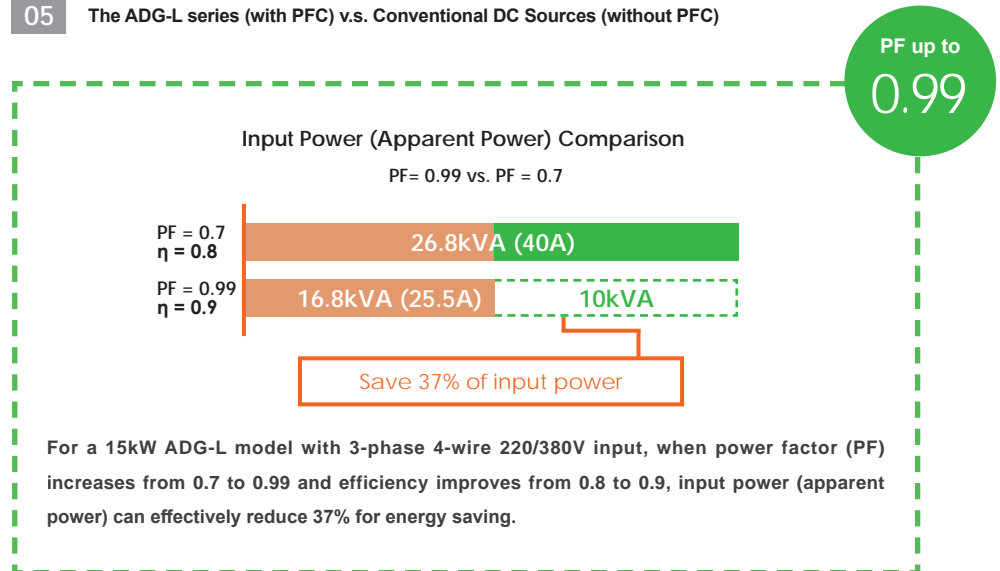 05 The ADG-L series (with PFC) v.s. Conventional DC Sources (without PFC)
PF up to
0.99
Input Power (Apparent Power) Comparison
PF= 0.99 vs. PF = 0.7
PF = 0.7
η = 0.8
26.8kVA (40A)
PF = 0.99
η = 0.9
16.8kVA (25.5A)
10kVA
Save 37% of input power
For a 15kW ADG-L model with 3-phase 4-wire 220/380V input, when power factor (PF)
increases from 0.7 to 0.99 and efficiency improves from 0.8 to 0.9, input power (apparent
power) can effectively reduce 37% for energy saving.